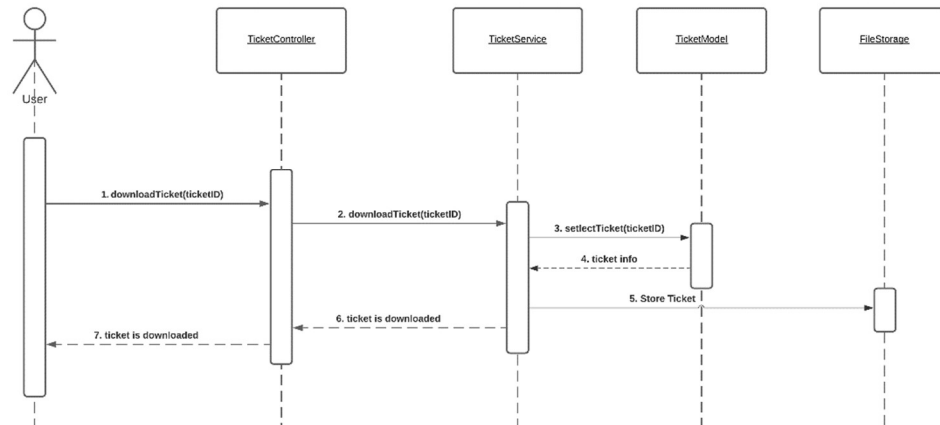 TicketController
TicketService
TicketModel
FileStorage
User
1. downloadTicket(ticketID)
2. downloadTicket(ticketID)
3. setlectTicket(ticketID)
4. ticket info
5. Store Ticket
6. ticket is downloaded
7. ticket is downloaded